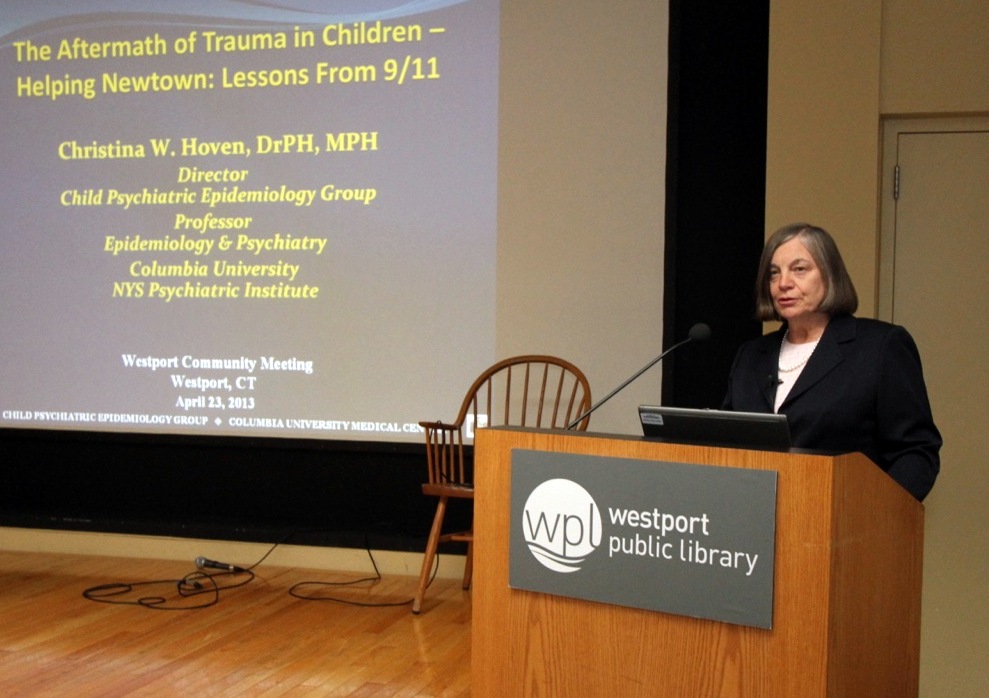 The Aftermath of Trauma in Children –
Helping Newtown: Lessons From 9/11
Christina W. Hoven, DrPH, MPH
Director
Child Psychiatric Epidemiology Group
Professor
Epidemiology & Psychiatry
Columbia University
NYS Psychiatric Institute
Westport Community Meeting
Westport, CT
April 23, 2013
CHILD PSYCHIATRIC EPIDEMIOLOGY GROUP ◆ COLUMBIA UNIVERSITY MEDICAL
wpl
westport
public library